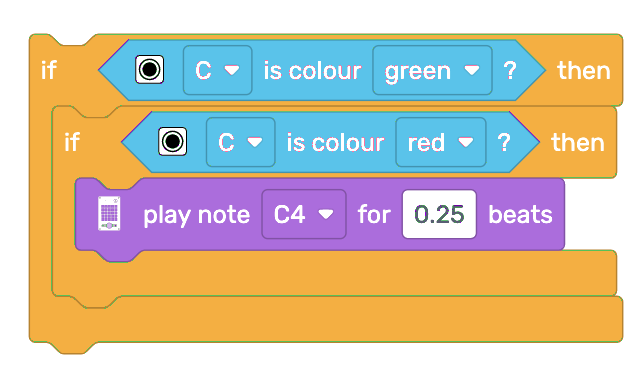 if C is colour green ? then
if C is colour red ? then
play note C4 for 0.25 beats